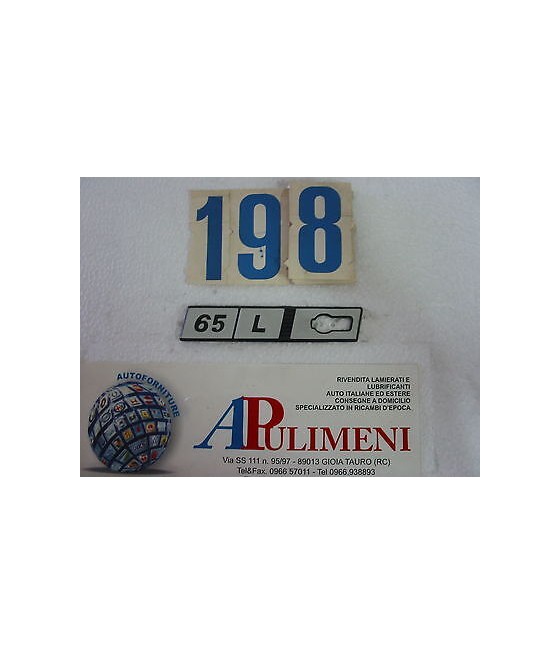 198
65 L
AUTOFORNITURE
RIVENDITA LAMIERATI E
LUBRIFICANTI
AUTO ITALIANE ED ESTERE
CONSEGNE A DOMICILIO
SPECIALIZZATO IN RICAMBI D'EPOCA
APULIMENI
Via SS 111 n. 95/97 - 89013 GIOIA TAURO (RC)
Tel&Fax. 0966 57011 - Tel 0966.938893